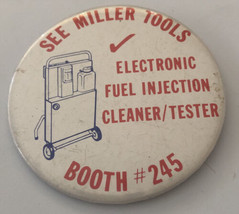 SEE MILLER TOOLS
✓ ELECTRONIC
FUEL INJECTION
CLEANER/TESTER
BOOTH #245